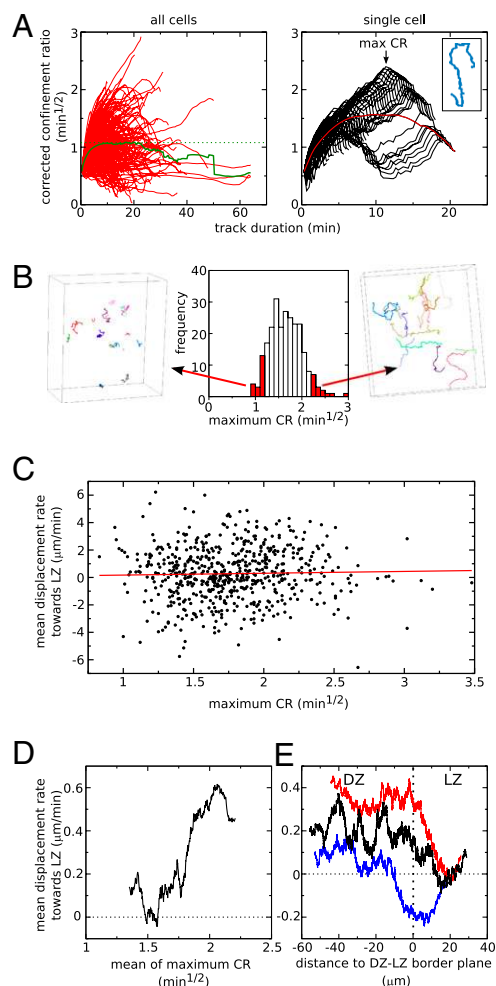 A
all cells
single cell
corrected confinement ratio
(min1/2)
3
2
1
0
0 10 20 30 40 50 60 70
max CR
3
2
1
0
0 10 20
track duration (min)
B
frequency
40
30
20
10
0
0 1 2 3
maximum CR (min1/2)
C
mean displacement rate
towards LZ (μm/min)
6
4
2
0
-2
-4
-6
1 1.5 2 2.5 3 3.5
maximum CR (min1/2)
D
mean displacement rate
towards LZ (μm/min)
0.6
0.4
0.2
0
1 1.5 2 2.5
mean of maximum CR
(min1/2)
E
DZ LZ
0.4
0.2
0
-0.2
-60 -40 -20 0 20 40
distance to DZ-LZ border plane
(μm)